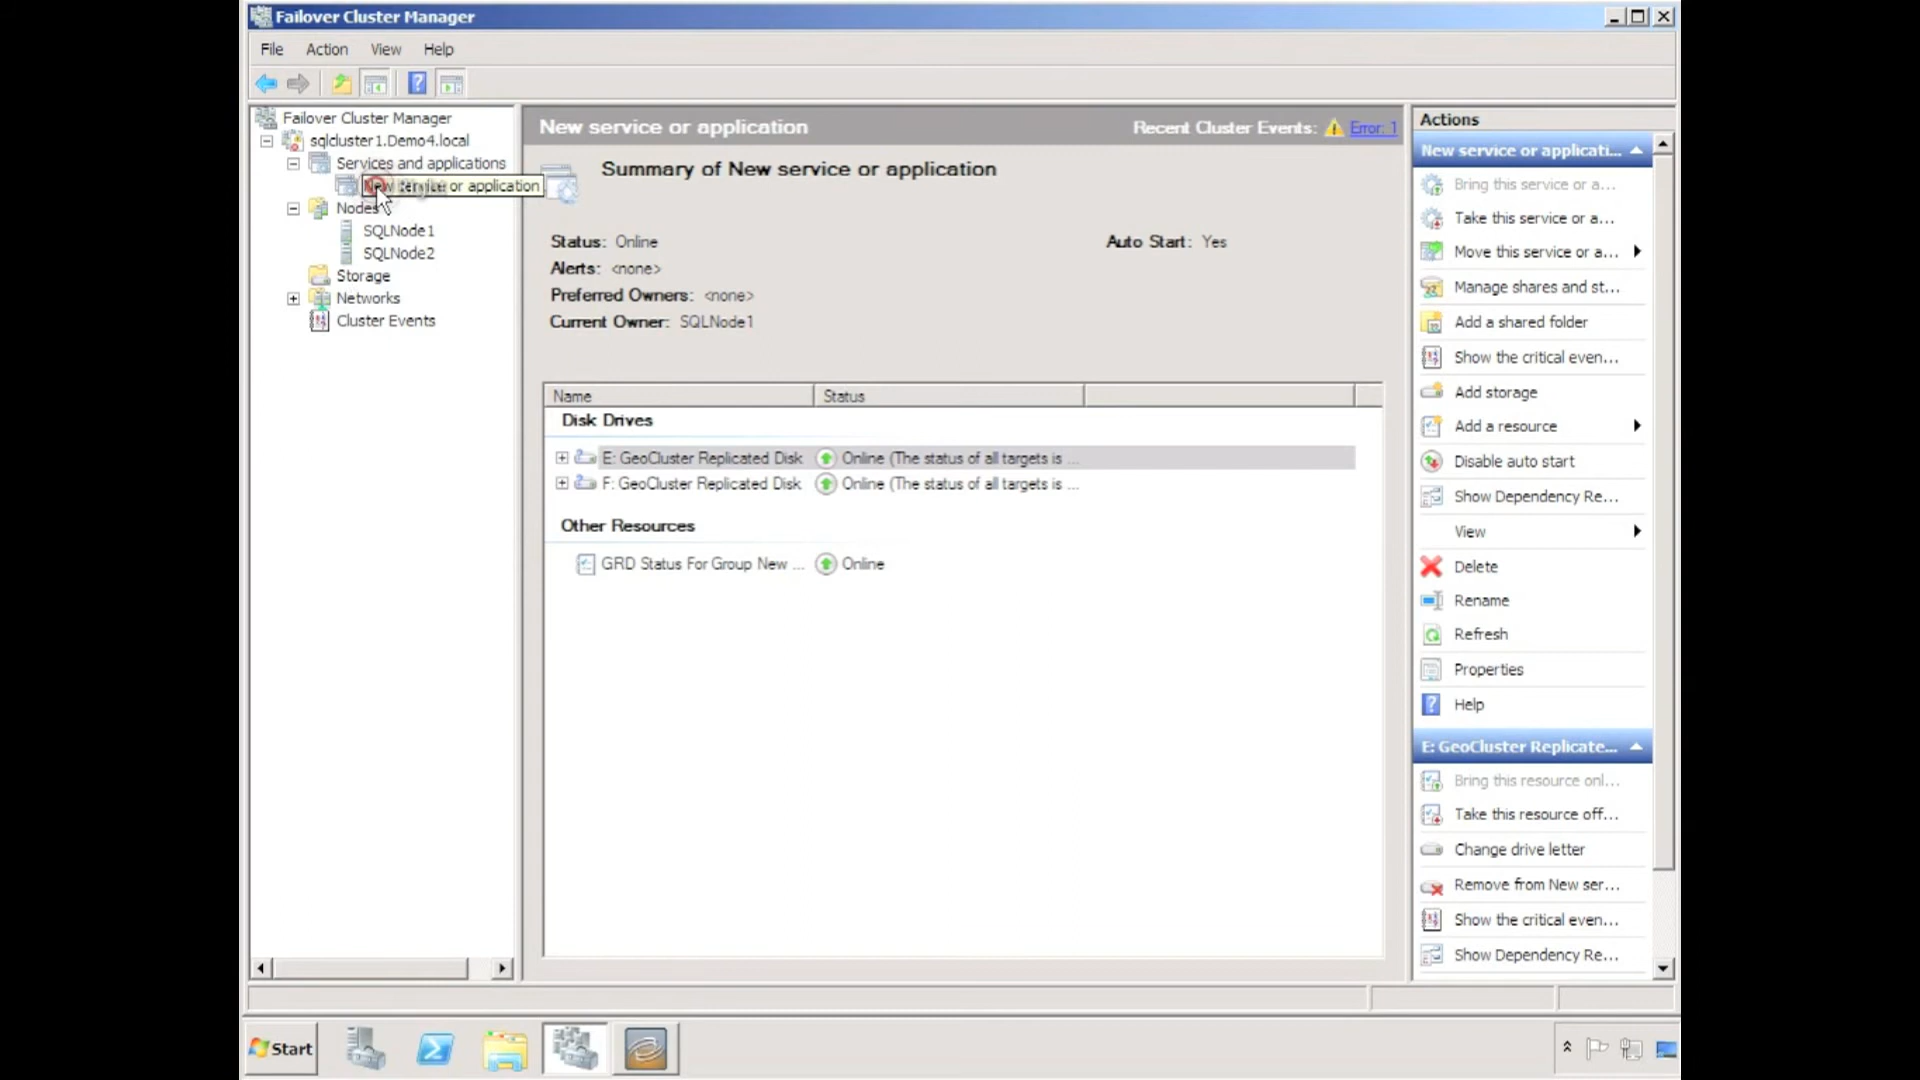 Failover Cluster Manager
File Action View Help
Failover Cluster Manager
sqlcluster1.Demo4.local
Services and applications
New service or application
Nodes
SQLNode1
SQLNode2
Storage
Networks
Cluster Events
New service or application
Recent Cluster Events: Error: 1
Summary of New service or application
Status: Online
Auto Start: Yes
Alerts: <none>
Preferred Owners: <none>
Current Owner: SQLNode1
Name Status
Disk Drives
E: GeoCluster Replicated Disk Online (The status of all targets is ...
F: GeoCluster Replicated Disk Online (The status of all targets is ...
Other Resources
GRD Status For Group New ... Online
Actions
New service or applicati...
Bring this service or a...
Take this service or a...
Move this service or a...
Manage shares and st...
Add a shared folder
Show the critical even...
Add storage
Add a resource
Disable auto start
Show Dependency Re...
View
Delete
Rename
Refresh
Properties
Help
E: GeoCluster Replicate...
Bring this resource onl...
Take this resource off...
Change drive letter
Remove from New ser...
Show the critical even...
Show Dependency Re...
Start